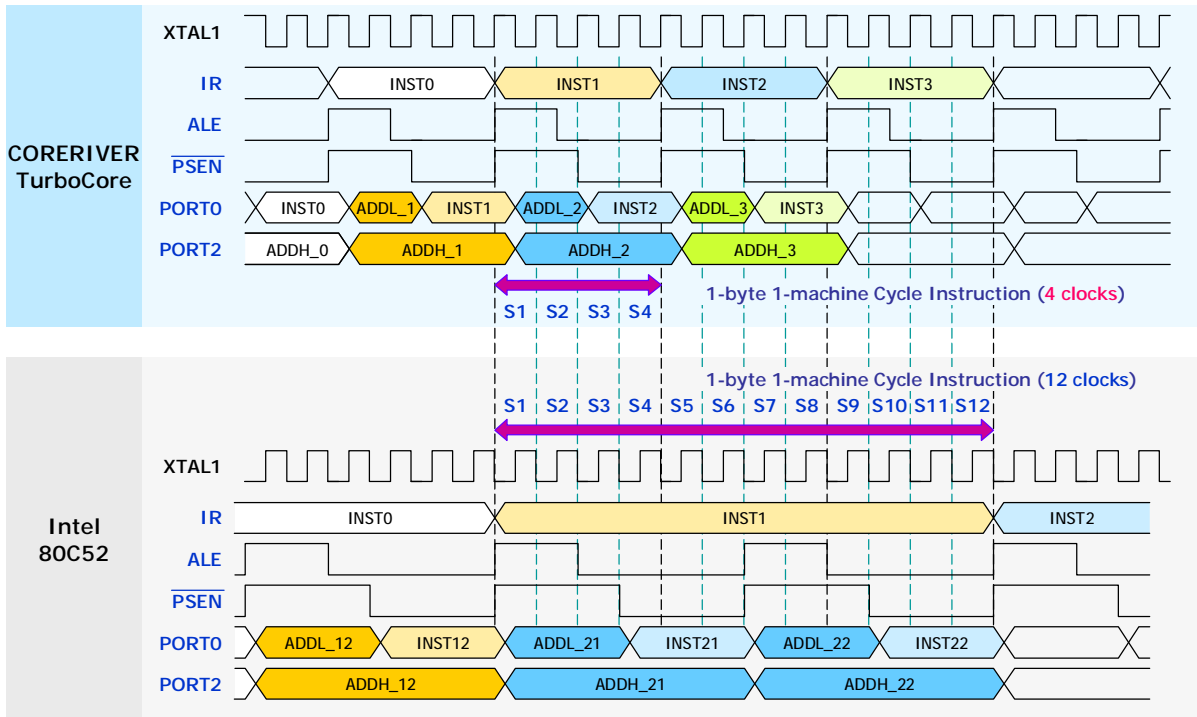 CORERIVER
TurboCore
XTAL1
IR INST0 INST1 INST2 INST3
ALE
PSEN
PORT0 INST0 ADDL_1 INST1 ADDL_2 INST2 ADDL_3 INST3
PORT2 ADDH_0 ADDH_1 ADDH_2 ADDH_3
1-byte 1-machine Cycle Instruction (4 clocks)
S1 S2 S3 S4
Intel
80C52
1-byte 1-machine Cycle Instruction (12 clocks)
S1 S2 S3 S4 S5 S6 S7 S8 S9 S10 S11 S12
XTAL1
IR INST0 INST1 INST2
ALE
PSEN
PORT0 ADDL_12 INST12 ADDL_21 INST21 ADDL_22 INST22
PORT2 ADDH_12 ADDH_21 ADDH_22